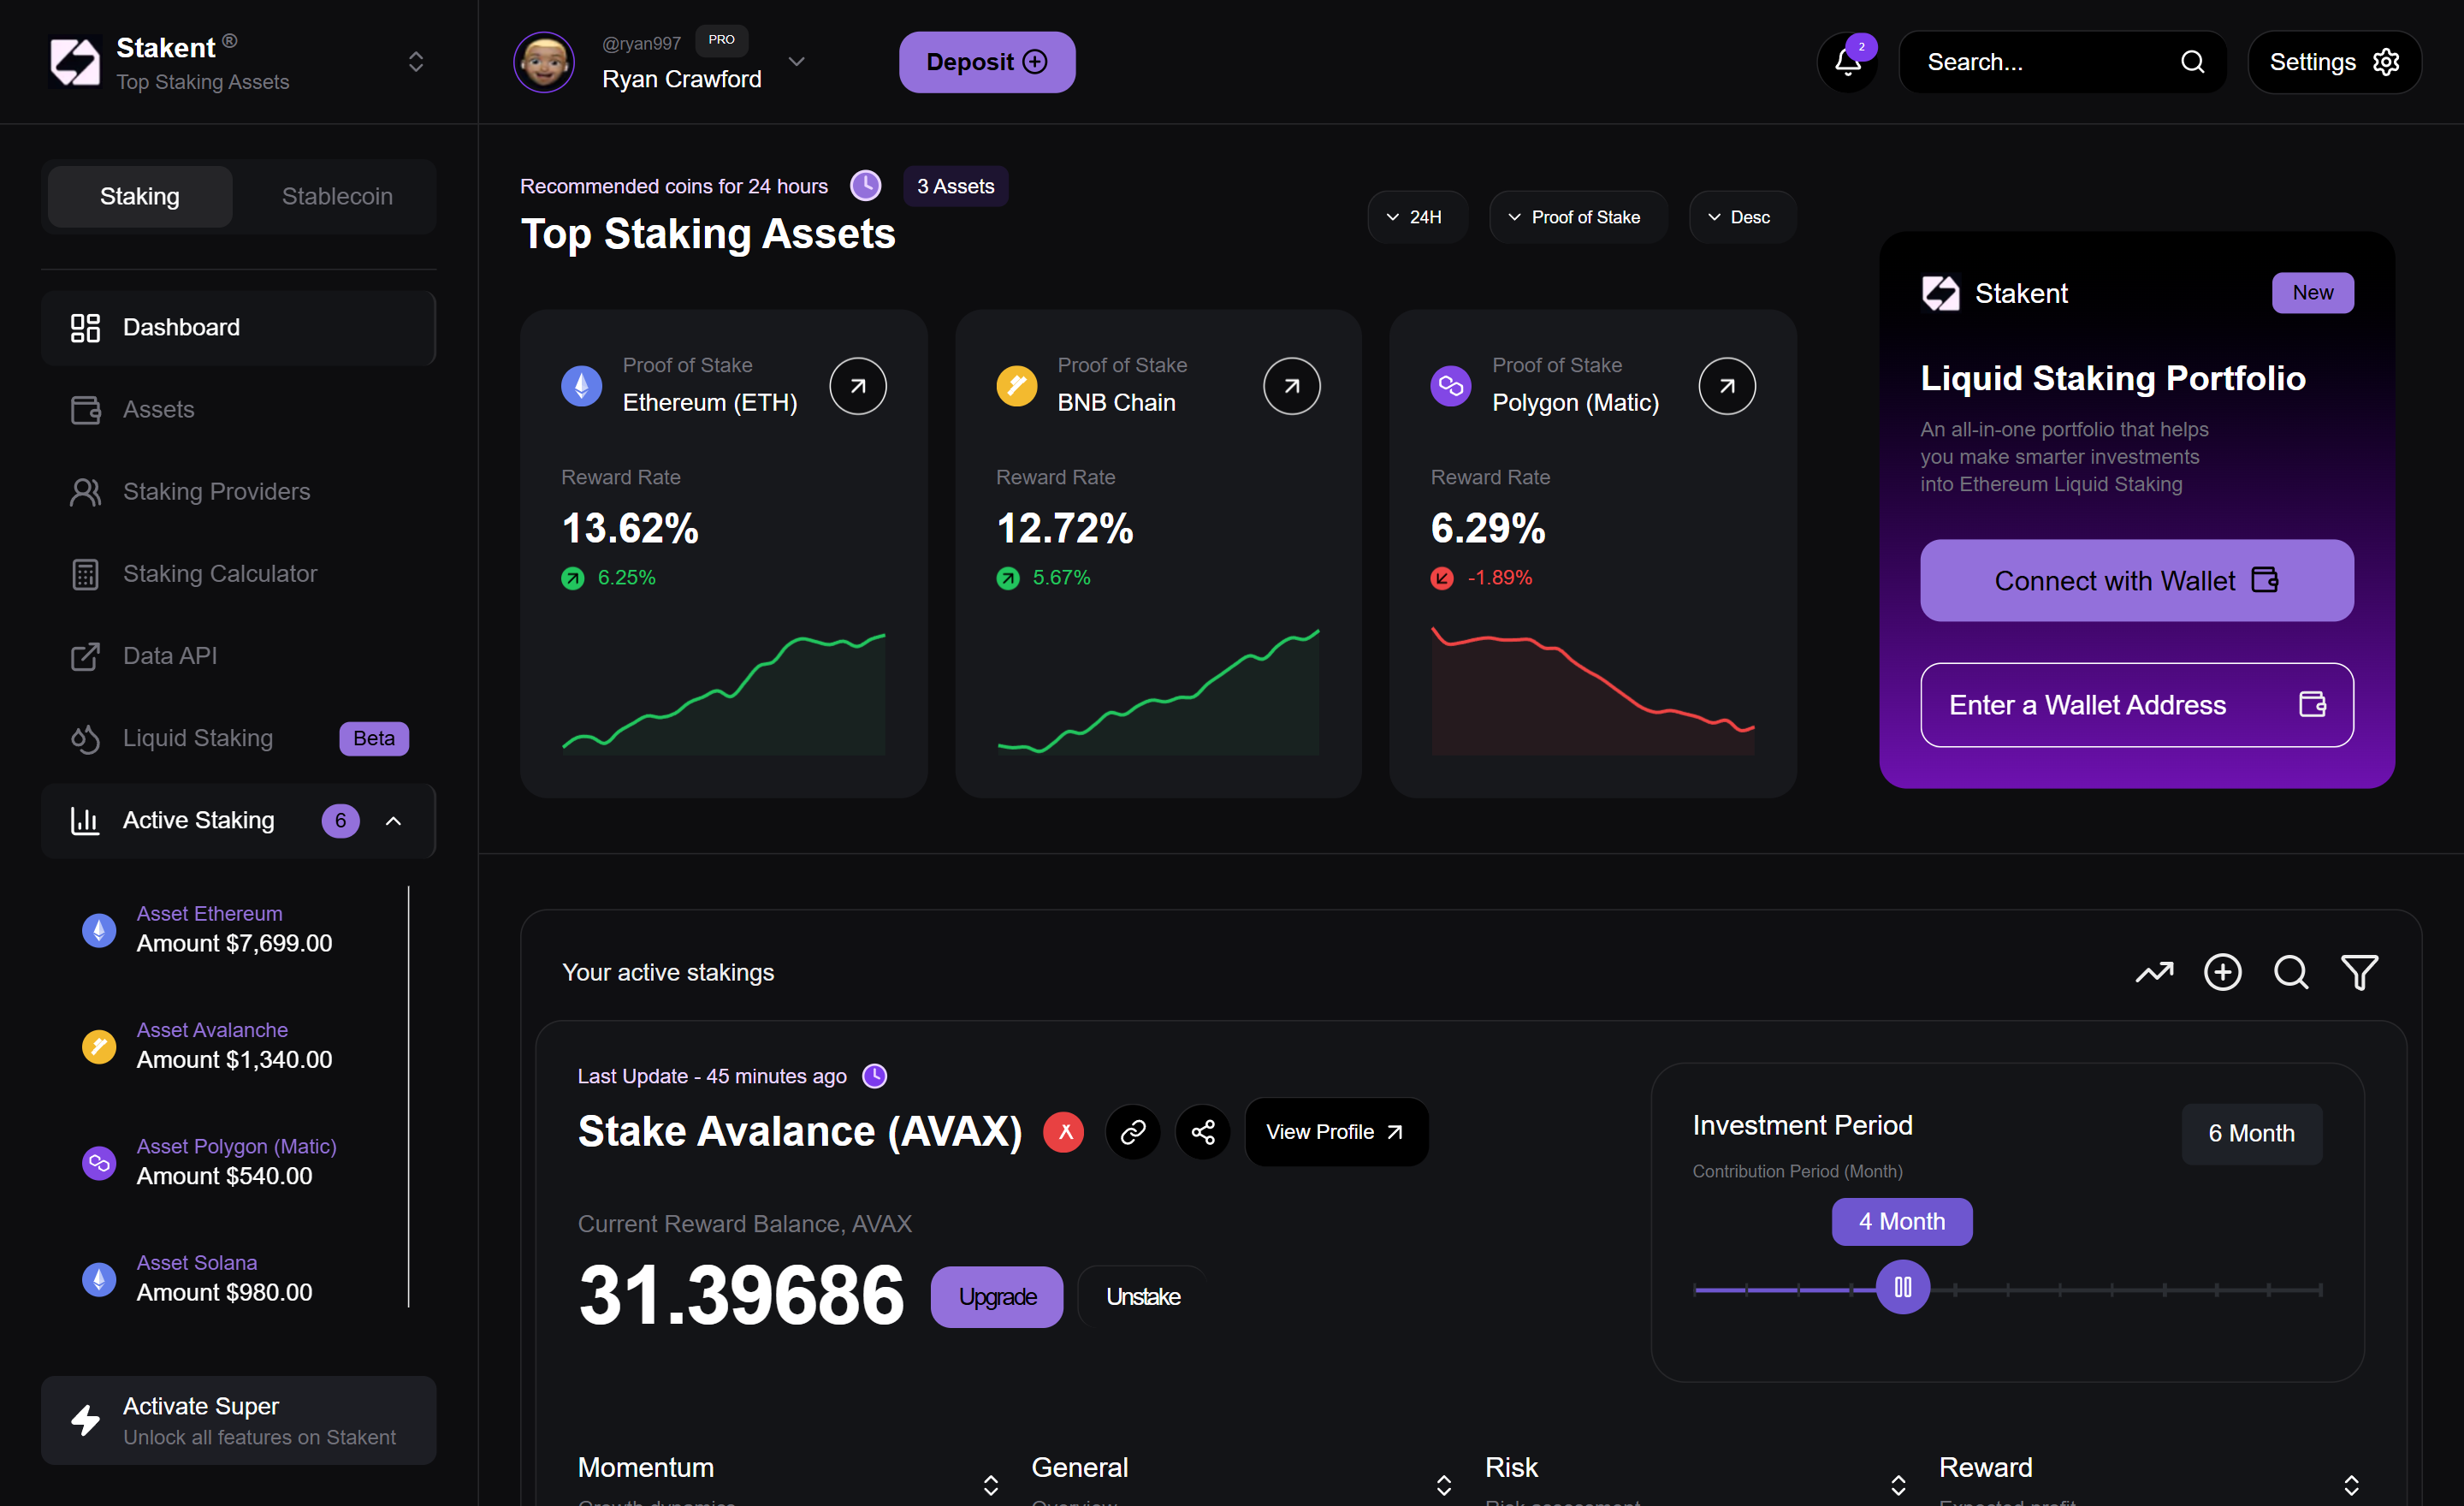 Stakent ®
Top Staking Assets
@ryan997 PRO
Ryan Crawford
Deposit
2
Search...
Settings
Staking
Stablecoin
Dashboard
Assets
Staking Providers
Staking Calculator
Data API
Liquid Staking
Beta
Active Staking
6
Asset Ethereum
Amount $7,699.00
Asset Avalanche
Amount $1,340.00
Asset Polygon (Matic)
Amount $540.00
Asset Solana
Amount $980.00
Activate Super
Unlock all features on Stakent
Recommended coins for 24 hours
3 Assets
Top Staking Assets
24H
Proof of Stake
Desc
Proof of Stake
Ethereum (ETH)
Reward Rate
13.62%
6.25%
Proof of Stake
BNB Chain
Reward Rate
12.72%
5.67%
Proof of Stake
Polygon (Matic)
Reward Rate
6.29%
-1.89%
Stakent
New
Liquid Staking Portfolio
An all-in-one portfolio that helps
you make smarter investments
into Ethereum Liquid Staking
Connect with Wallet
Enter a Wallet Address
Your active stakings
Last Update - 45 minutes ago
Stake Avalance (AVAX)
View Profile
Current Reward Balance, AVAX
31.39686
Upgrade
Unstake
Investment Period
Contribution Period (Month)
6 Month
4 Month
Momentum
General
Risk
Reward